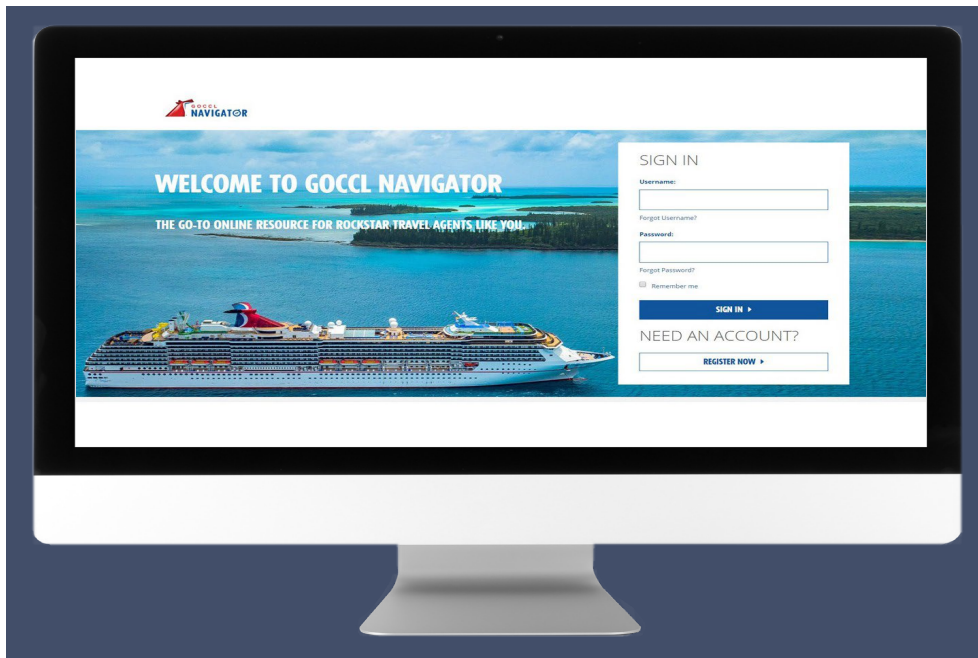 GOCCL
NAVIGATOR
WELCOME TO GOCCL NAVIGATOR
THE GO-TO ONLINE RESOURCE FOR ROCKSTAR TRAVEL AGENTS LIKE YOU.
SIGN IN
Username:
Forgot Username?
Password:
Forgot Password?
Remember me
SIGN IN
NEED AN ACCOUNT?
REGISTER NOW